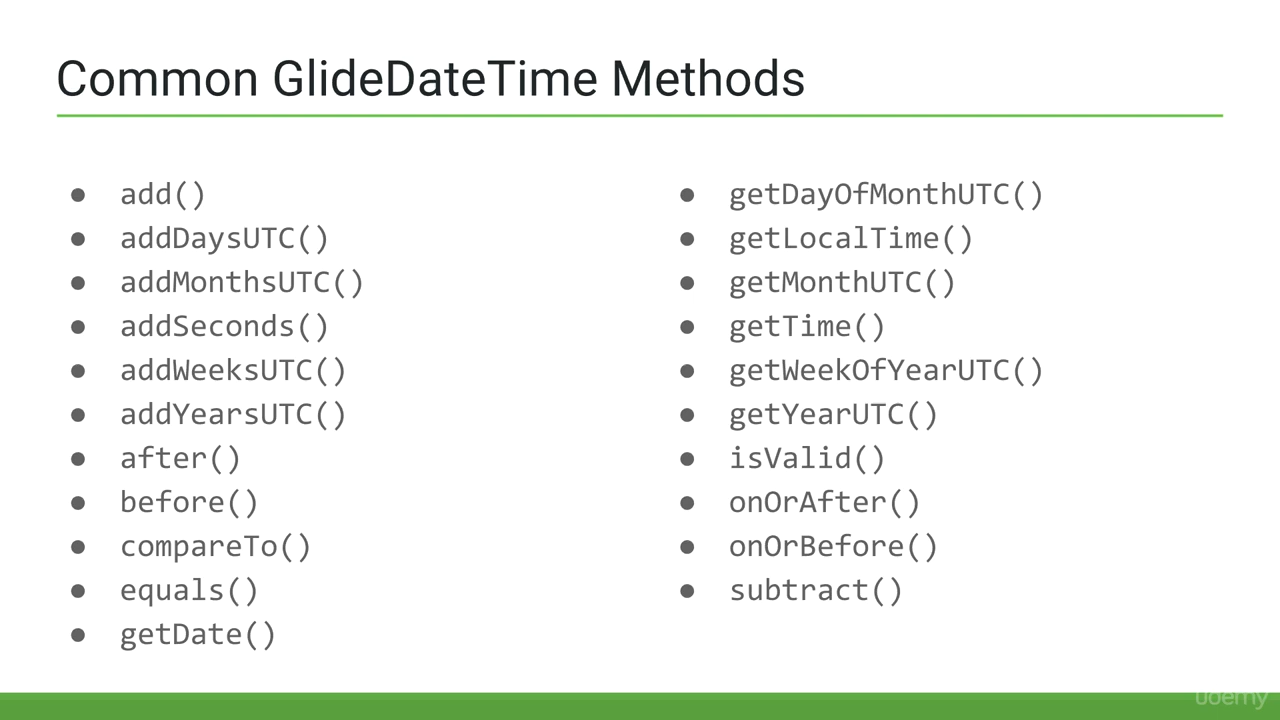 Common GlideDateTime Methods
● add()
● addDaysUTC()
● addMonthsUTC()
● addSeconds()
● addWeeksUTC()
● addYearsUTC()
● after()
● before()
● compareTo()
● equals()
● getDate()
● getDayOfMonthUTC()
● getLocalTime()
● getMonthUTC()
● getTime()
● getWeekOfYearUTC()
● getYearUTC()
● isValid()
● onOrAfter()
● onOrBefore()
● subtract()
udemy